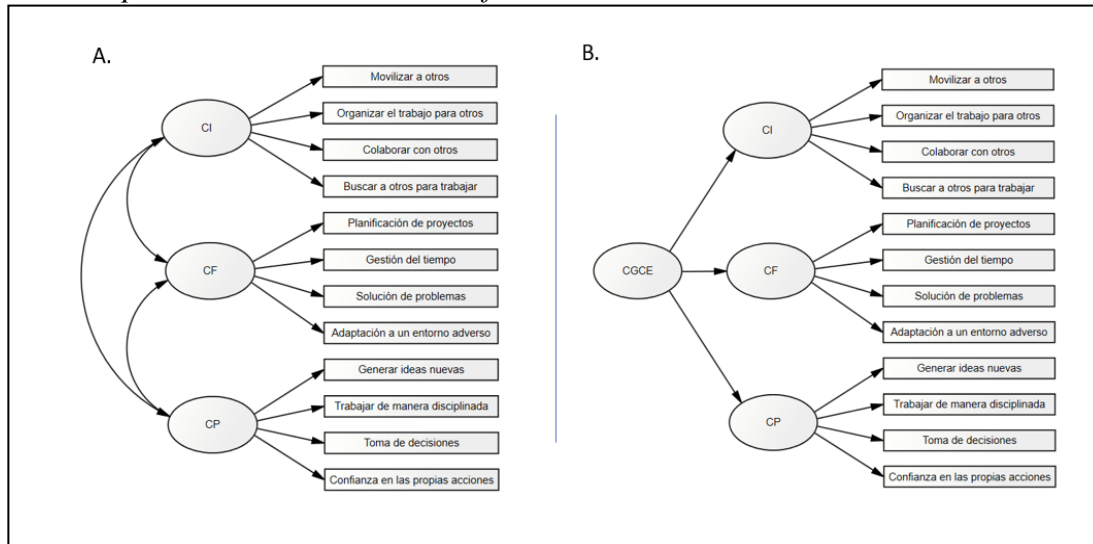 A.
CI
Movilizar a otros
Organizar el trabajo para otros
Colaborar con otros
Buscar a otros para trabajar
CF
Planificación de proyectos
Gestión del tiempo
Solución de problemas
Adaptación a un entorno adverso
CP
Generar ideas nuevas
Trabajar de manera disciplinada
Toma de decisiones
Confianza en las propias acciones
B.
CGCE
CI
Movilizar a otros
Organizar el trabajo para otros
Colaborar con otros
Buscar a otros para trabajar
CF
Planificación de proyectos
Gestión del tiempo
Solución de problemas
Adaptación a un entorno adverso
CP
Generar ideas nuevas
Trabajar de manera disciplinada
Toma de decisiones
Confianza en las propias acciones